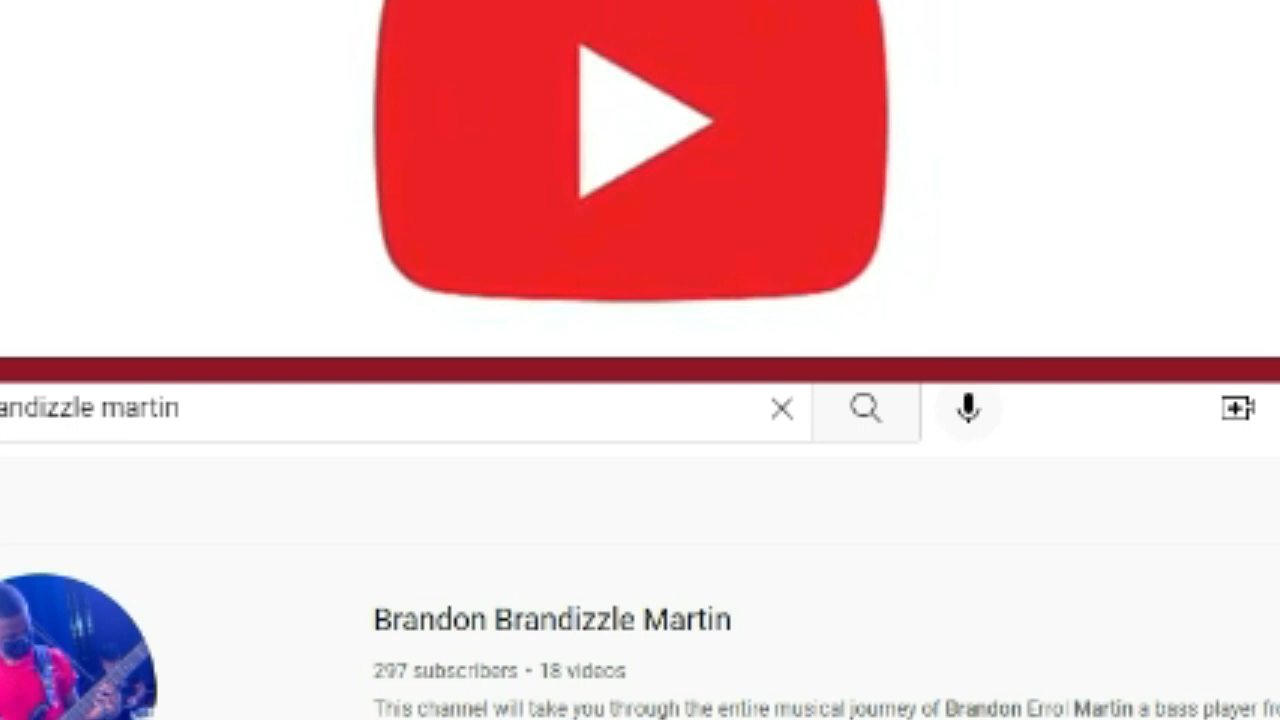 andizzle martin
Brandon Brandizzle Martin
297 subscribers • 18 videos
This channel will take you through the entire musical journey of Brandon Errol Martin a bass player